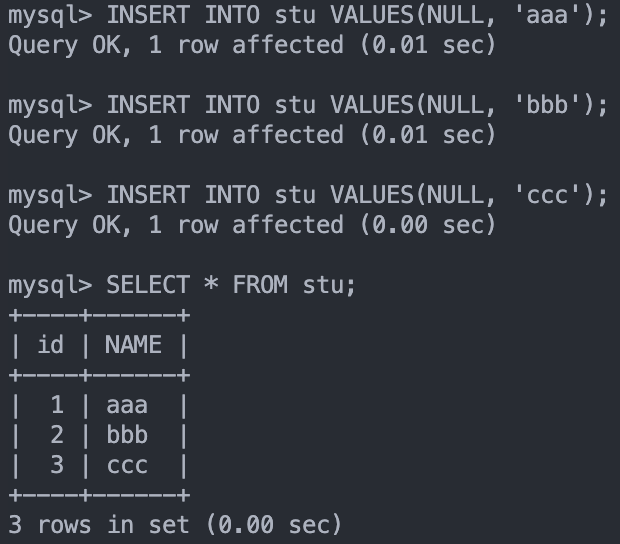 mysql> INSERT INTO stu VALUES(NULL, 'aaa');
Query OK, 1 row affected (0.01 sec)
mysql> INSERT INTO stu VALUES(NULL, 'bbb');
Query OK, 1 row affected (0.01 sec)
mysql> INSERT INTO stu VALUES(NULL, 'ccc');
Query OK, 1 row affected (0.00 sec)
mysql> SELECT * FROM stu;
+----+------+
| id | NAME |
+----+------+
|  1 | aaa  |
|  2 | bbb  |
|  3 | ccc  |
+----+------+
3 rows in set (0.00 sec)